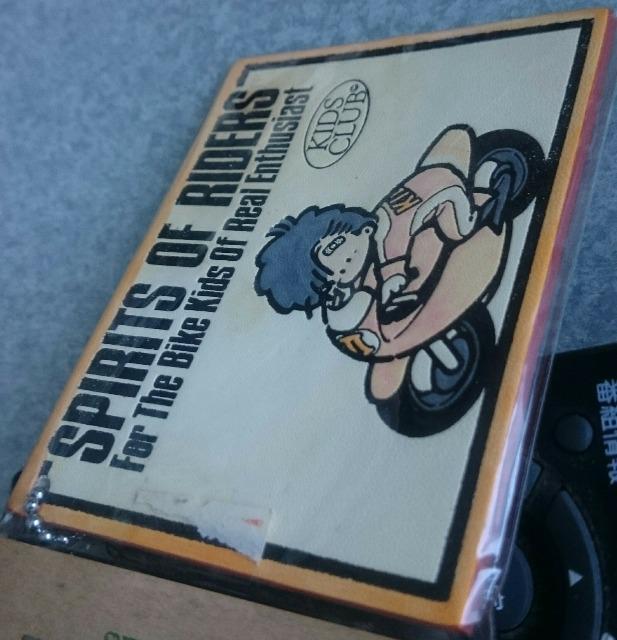 SPIRITS OF RIDERS
For The Bike Kids Of Real Enthusiast
KIDS
CLUB©
番組情報